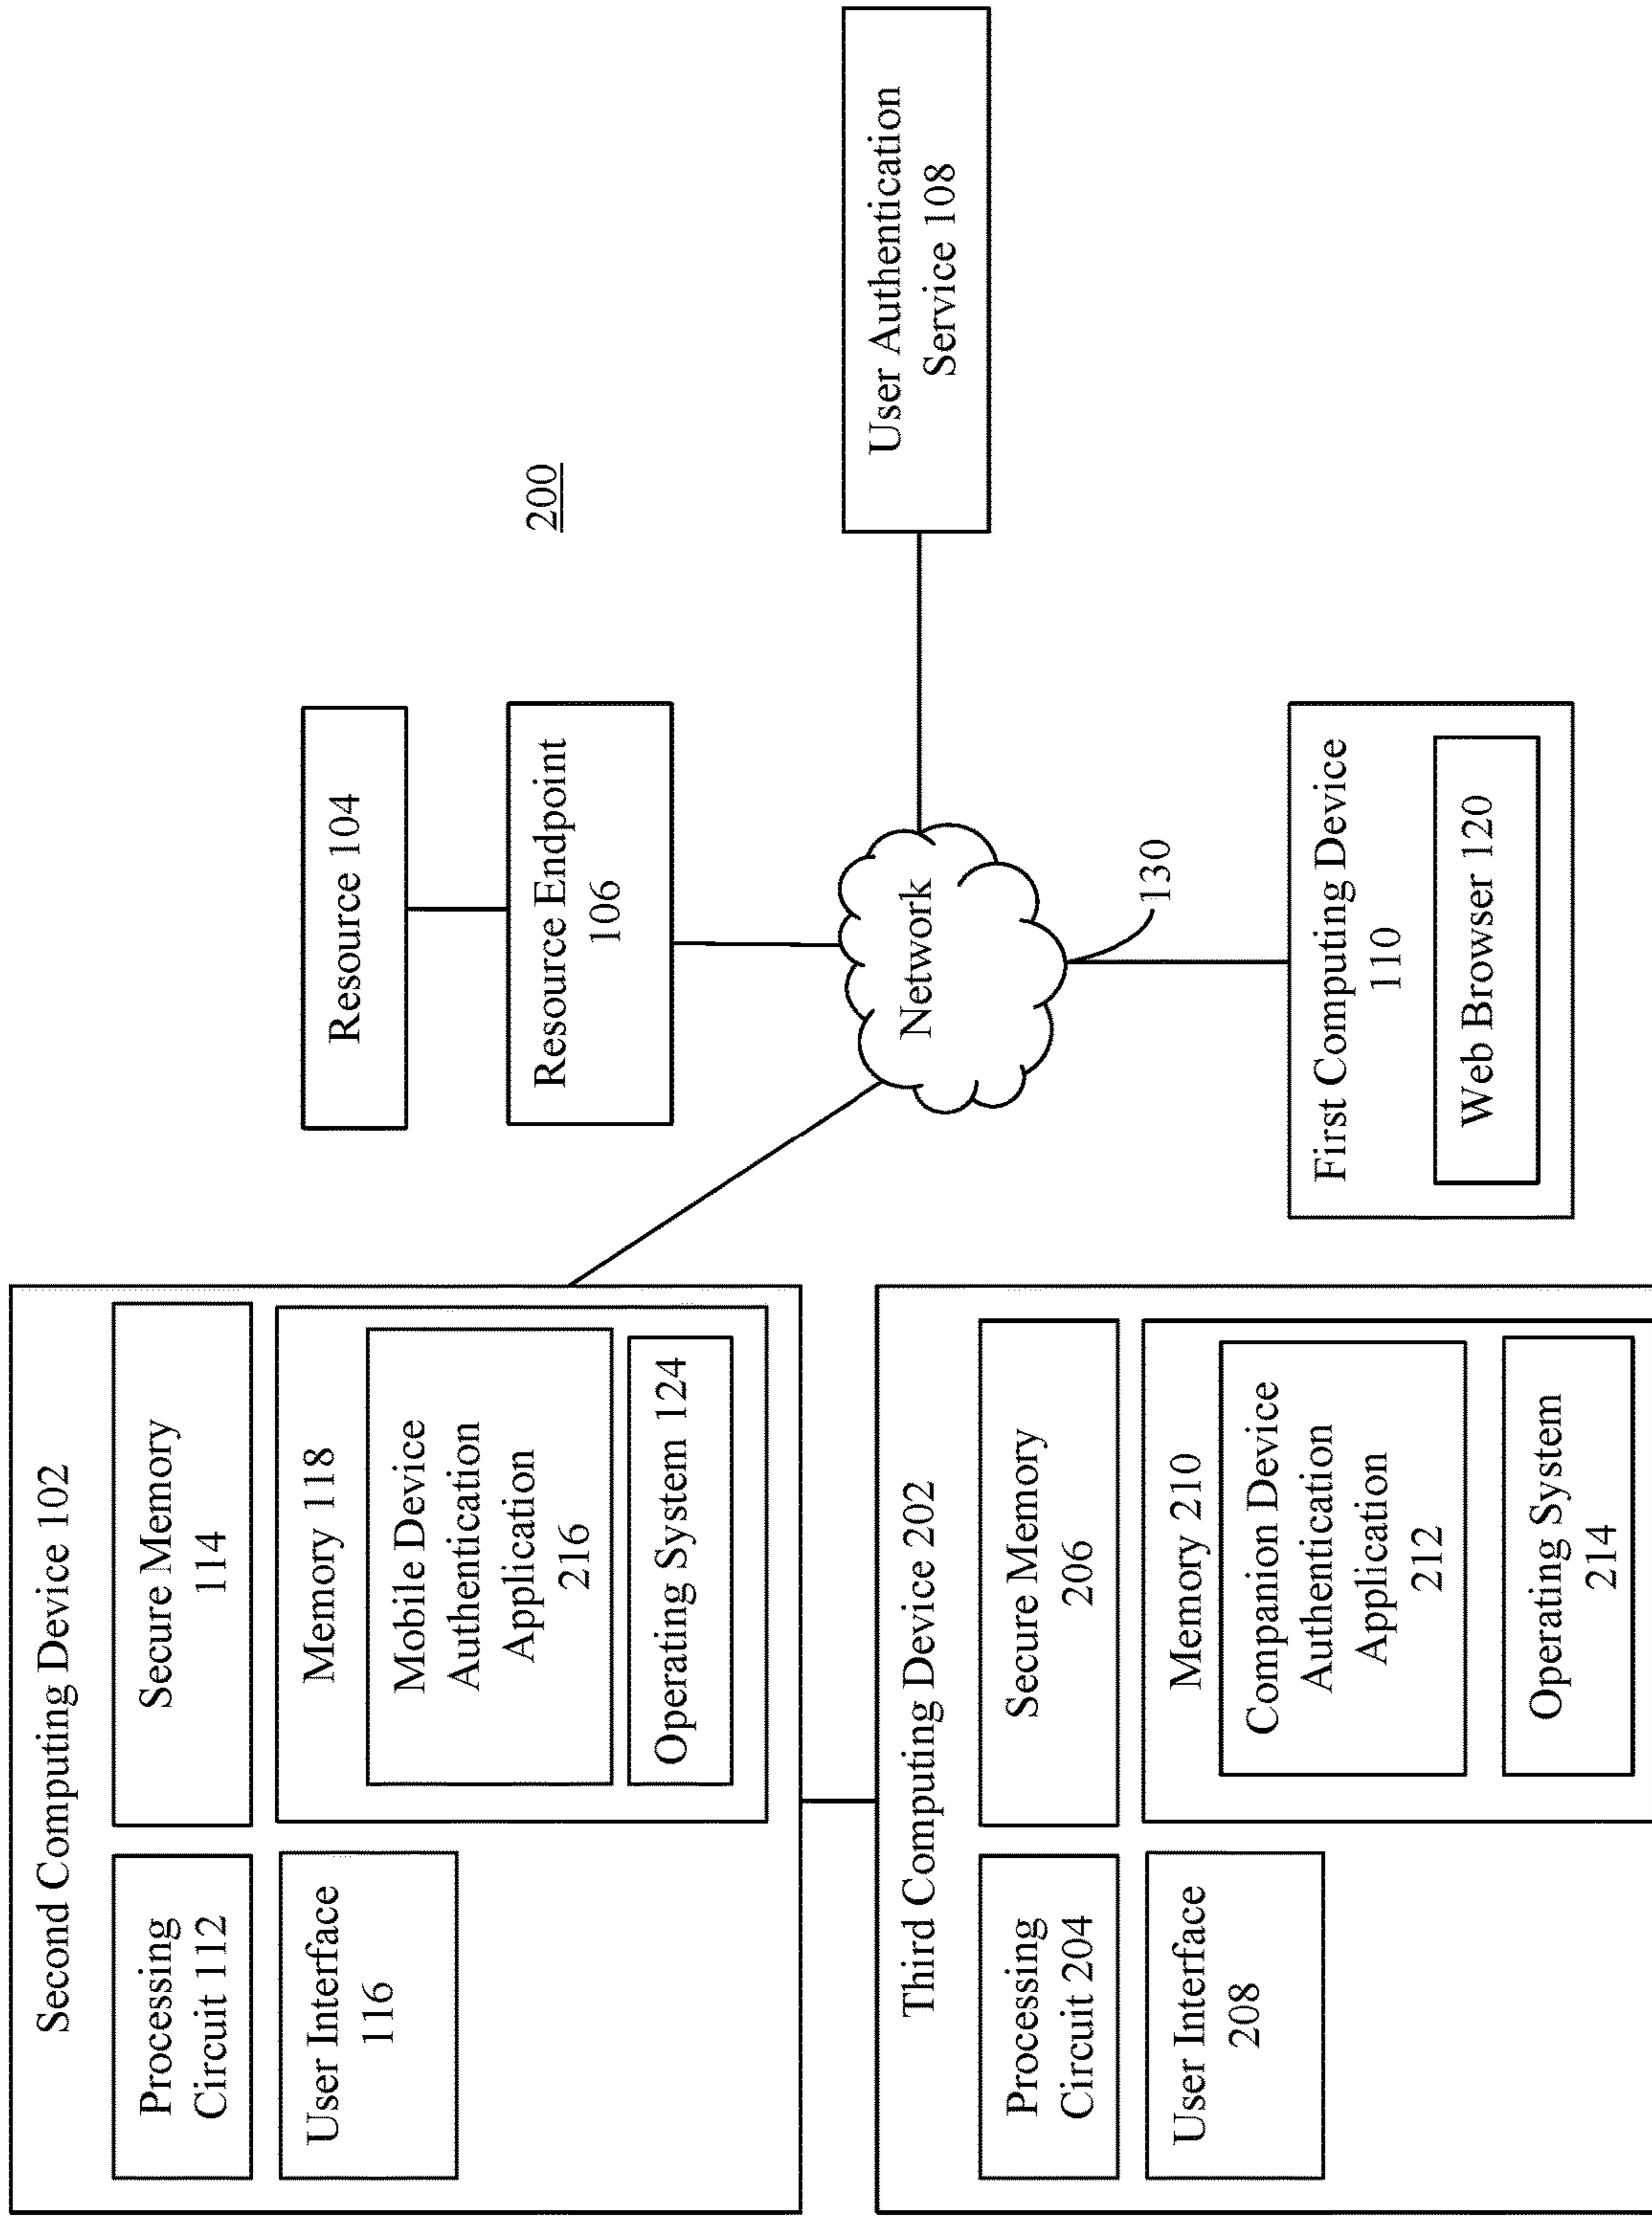 Second Computing Device 102
Processing
Circuit 112
Secure Memory
114
User Interface
116
Memory 118
Mobile Device
Authentication
Application
216
Operating System 124
Third Computing Device 202
Processing
Circuit 204
Secure Memory
206
User Interface
208
Memory 210
Companion Device
Authentication
Application
212
Operating System
214
Resource 104
Resource Endpoint
106
200
Network
130
User Authentication
Service 108
First Computing Device
110
Web Browser 120